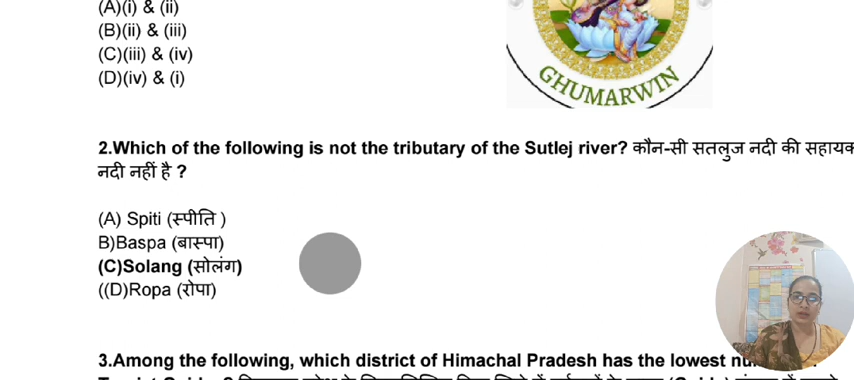 (A)(i) & (ii)
(B)(ii) & (iii)
(C)(iii) & (iv)
(D)(iv) & (i)
GHUMARWIN
2.Which of the following is not the tributary of the Sutlej river? कौन-सी सतलुज नदी की सहायक
नदी नहीं है ?
(A) Spiti (स्पीति )
B)Baspa (बास्पा)
(C)Solang (सोलंग)
((D)Ropa (रोपा)
3.Among the following, which district of Himachal Pradesh has the lowest